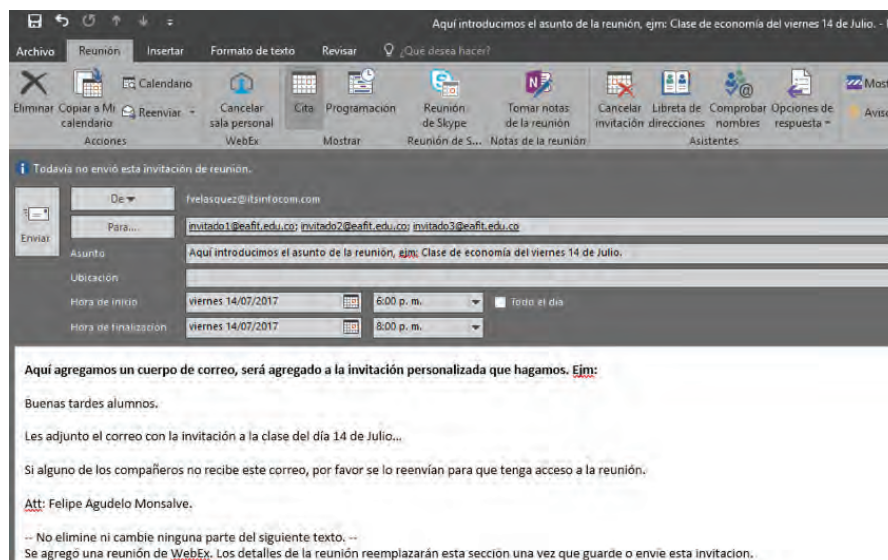 Aquí introducimos el asunto de la reunión, ejm: Clase de economía del viernes 14 de Julio. -
Archivo Reunión Insertar Formato de texto Revisar ¿Qué desea hacer?
Eliminar Copiar a Mi calendario Calendario Reenviar Cancelar sala personal Cita Programación Reunión de Skype Tomar notas de la reunión Cancelar invitación Libreta de direcciones Comprobar nombres Opciones de respuesta Most Aviso
Acciones WebEx Mostrar Reunión de S... Notas de la reunión Asistentes
Todavía no envió esta invitación de reunión.
Enviar
De fvelasquez@itsinfocom.com
Para... invitado1@eafit.edu.co; invitado2@eafit.edu.co; invitado3@eafit.edu.co
Asunto Aquí introducimos el asunto de la reunión, ejm: Clase de economía del viernes 14 de Julio.
Ubicación
Hora de inicio viernes 14/07/2017 6:00 p. m. Todo el día
Hora de finalización viernes 14/07/2017 8:00 p. m.
Aquí agregamos un cuerpo de correo, será agregado a la invitación personalizada que hagamos. Ejm:
Buenas tardes alumnos.
Les adjunto el correo con la invitación a la clase del día 14 de Julio...
Si alguno de los compañeros no recibe este correo, por favor se lo reenvían para que tenga acceso a la reunión.
Att: Felipe Agudelo Monsalve.
-- No elimine ni cambie ninguna parte del siguiente texto. --
Se agregó una reunión de WebEx. Los detalles de la reunión reemplazarán esta sección una vez que guarde o envíe esta invitación.